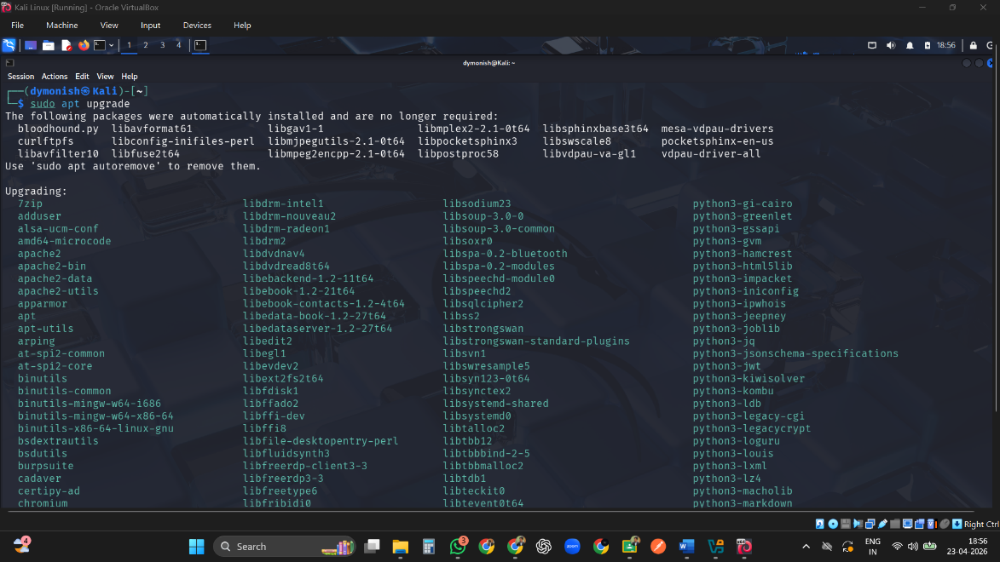 Kali Linux [Running] - Oracle VirtualBox
File Machine View Input Devices Help
1 2 3 4 18:56
dymonish@Kali: ~
Session Actions Edit View Help
┌──(dymonish㉿Kali)-[~]
└─$ sudo apt upgrade
The following packages were automatically installed and are no longer required:
bloodhound.py libavformat61 libgav1-1 libmplex2-2.1-0t64 libsphinxbase3t64 mesa-vdpau-drivers
curlftpfs libconfig-inifiles-perl libmjpegutils-2.1-0t64 libpocketsphinx3 libswscale8 pocketsphinx-en-us
libavfilter10 libfuse2t64 libmpeg2encpp-2.1-0t64 libpostproc58 libvdpau-va-gl1 vdpau-driver-all
Use 'sudo apt autoremove' to remove them.
Upgrading:
7zip libdrm-intel1 libsodium23 python3-gi-cairo
adduser libdrm-nouveau2 libsoup-3.0-0 python3-greenlet
alsa-ucm-conf libdrm-radeon1 libsoup-3.0-common python3-gssapi
amd64-microcode libdrm2 libsoxr0 python3-gvm
apache2 libdvdnav4 libspa-0.2-bluetooth python3-hamcrest
apache2-bin libdvdread8t64 libspa-0.2-modules python3-html5lib
apache2-data libebackend-1.2-11t64 libspeechd-module0 python3-impacket
apache2-utils libebook-1.2-21t64 libspeechd2 python3-iniconfig
apparmor libebook-contacts-1.2-4t64 libsqlcipher2 python3-ipwhois
apt libedata-book-1.2-27t64 libss2 python3-jeepney
apt-utils libedataserver-1.2-27t64 libstrongswan python3-joblib
arping libedit2 libstrongswan-standard-plugins python3-jq
at-spi2-common libegl1 libsvn1 python3-jsonschema-specifications
at-spi2-core libevdev2 libswresample5 python3-jwt
binutils libext2fs2t64 libsyn123-0t64 python3-kiwisolver
binutils-common libfdisk1 libsynctex2 python3-kombu
binutils-mingw-w64-i686 libffado2 libsystemd-shared python3-ldb
binutils-mingw-w64-x86-64 libffi-dev libsystemd0 python3-legacy-cgi
binutils-x86-64-linux-gnu libffi8 libtalloc2 python3-legacycrypt
bsdextrautils libfile-desktopentry-perl libtbb12 python3-loguru
bsdutils libfluidsynth3 libtbbbind-2-5 python3-louis
burpsuite libfreerdp-client3-3 libtbbmalloc2 python3-lxml
cadaver libfreerdp3-3 libtdb1 python3-lz4
certipy-ad libfreetype6 libteckit0 python3-macholib
chromium libfribidi0 libtevent0t64 python3-markdown
Right Ctrl
4 Search 3 zoom ENG 18:56
IN 23-04-2026